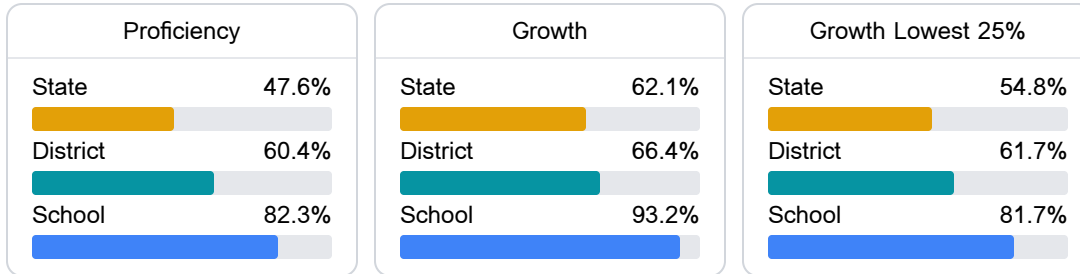 Proficiency
State 47.6%
District 60.4%
School 82.3%
Growth
State 62.1%
District 66.4%
School 93.2%
Growth Lowest 25%
State 54.8%
District 61.7%
School 81.7%